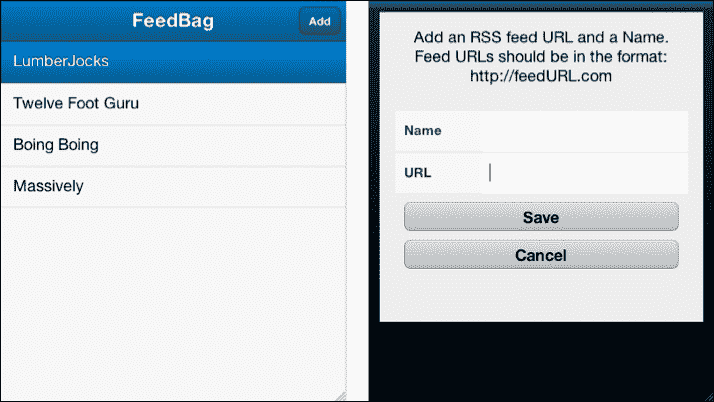 FeedBag
Add
LumberJocks
Twelve Foot Guru
Boing Boing
Massively
Add an RSS feed URL and a Name.
Feed URLs should be in the format:
http://feedURL.com
Name
URL
Save
Cancel